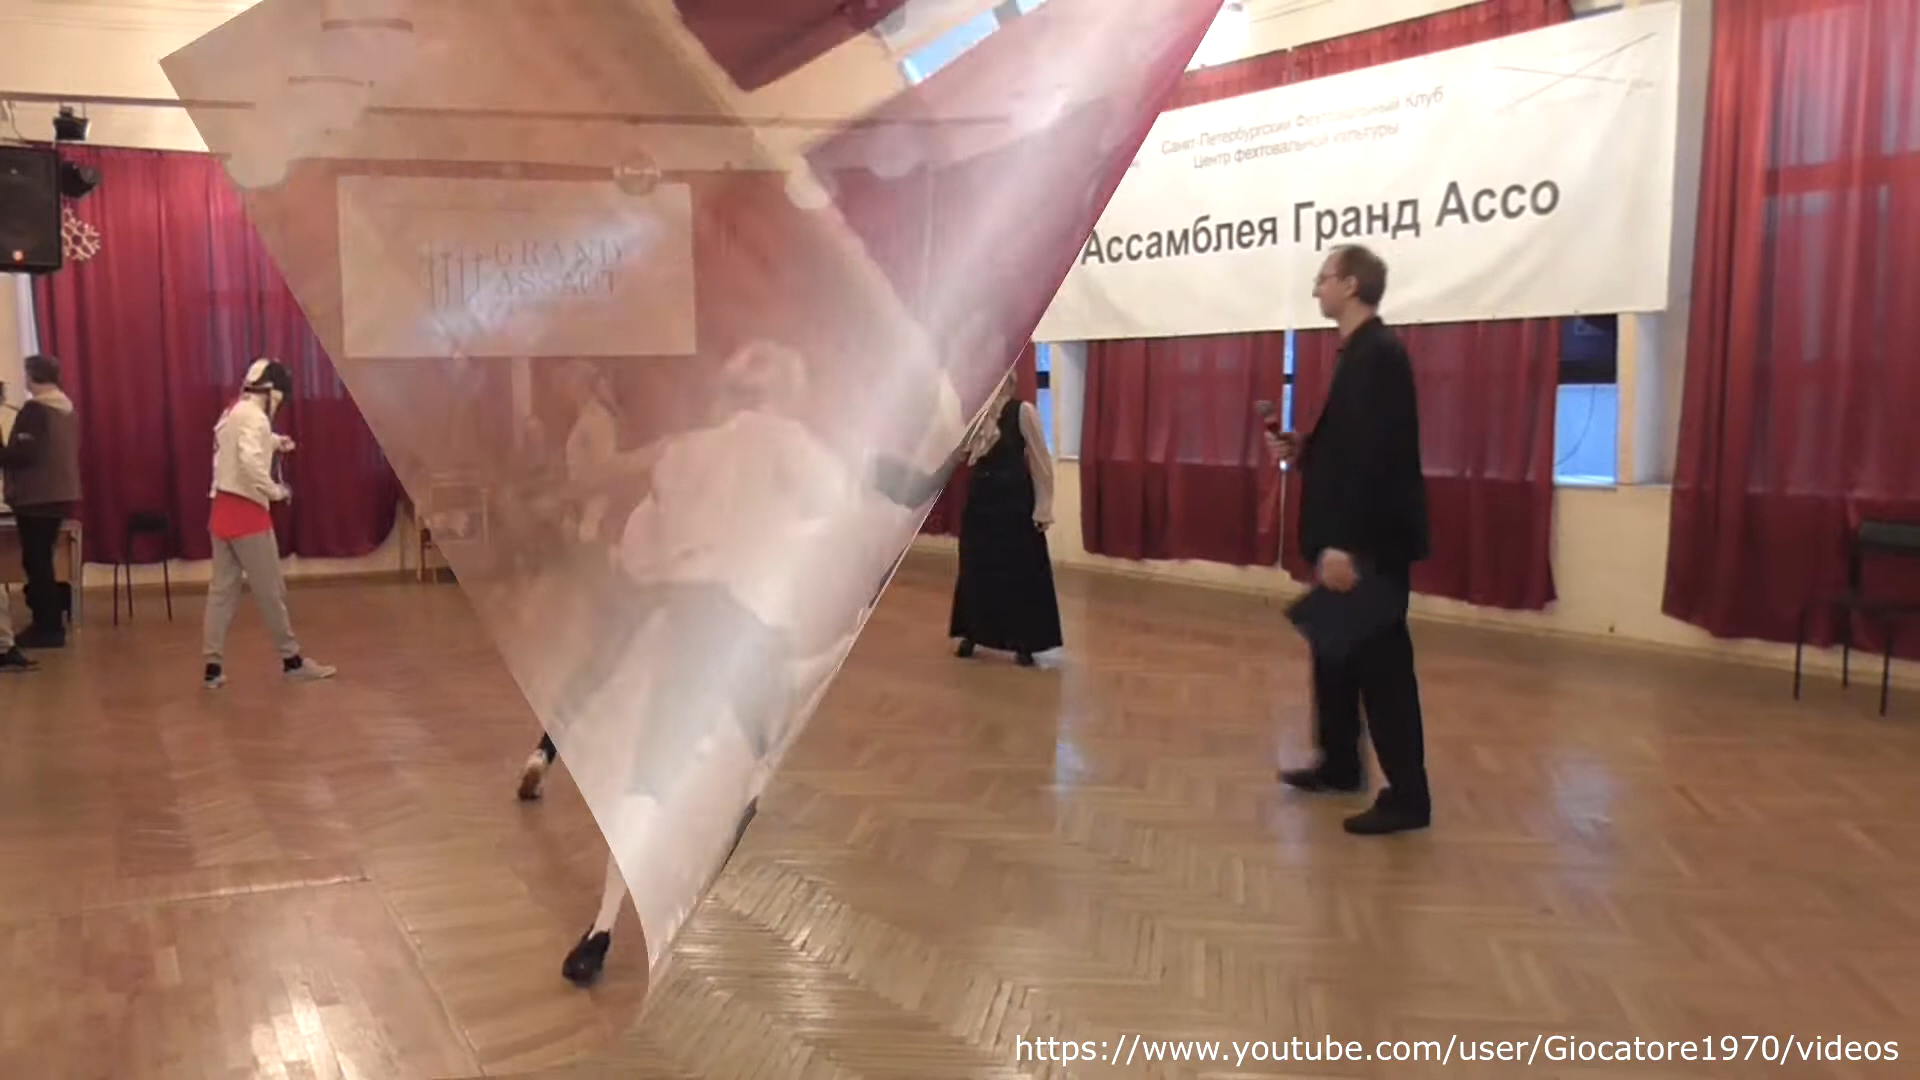 GRAND
ASSAUT
Санкт-Петербургский Фехтовальный Клуб
Центр фехтовальной культуры
Ассамблея Гранд Ассо
https://www.youtube.com/user/Giocatore1970/videos